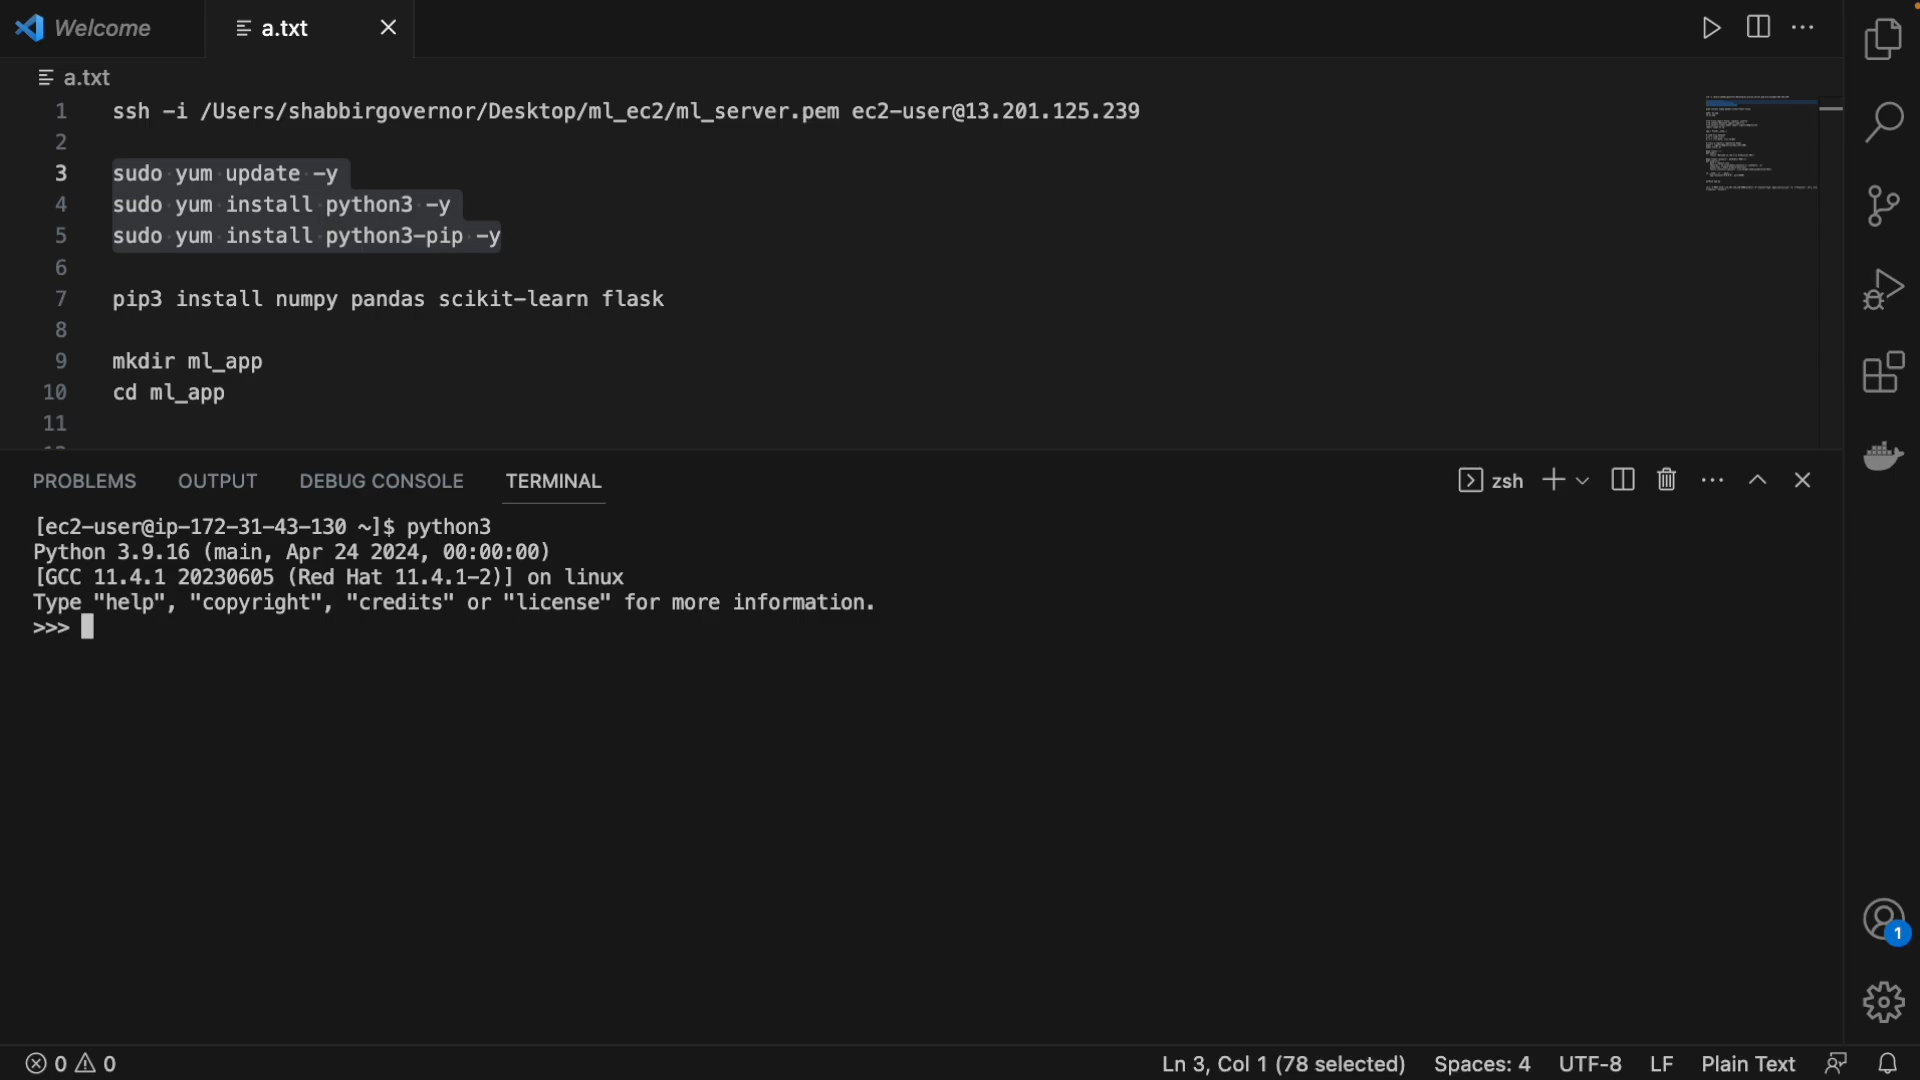 Welcome
a.txt
a.txt
1 ssh -i /Users/shabbirgovernor/Desktop/ml_ec2/ml_server.pem ec2-user@13.201.125.239
2
3 sudo yum update -y
4 sudo yum install python3 -y
5 sudo yum install python3-pip -y
6
7 pip3 install numpy pandas scikit-learn flask
8
9 mkdir ml_app
10 cd ml_app
11
PROBLEMS OUTPUT DEBUG CONSOLE TERMINAL zsh
[ec2-user@ip-172-31-43-130 ~]$ python3
Python 3.9.16 (main, Apr 24 2024, 00:00:00)
[GCC 11.4.1 20230605 (Red Hat 11.4.1-2)] on linux
Type "help", "copyright", "credits" or "license" for more information.
>>>
1
0 0 Ln 3, Col 1 (78 selected) Spaces: 4 UTF-8 LF Plain Text